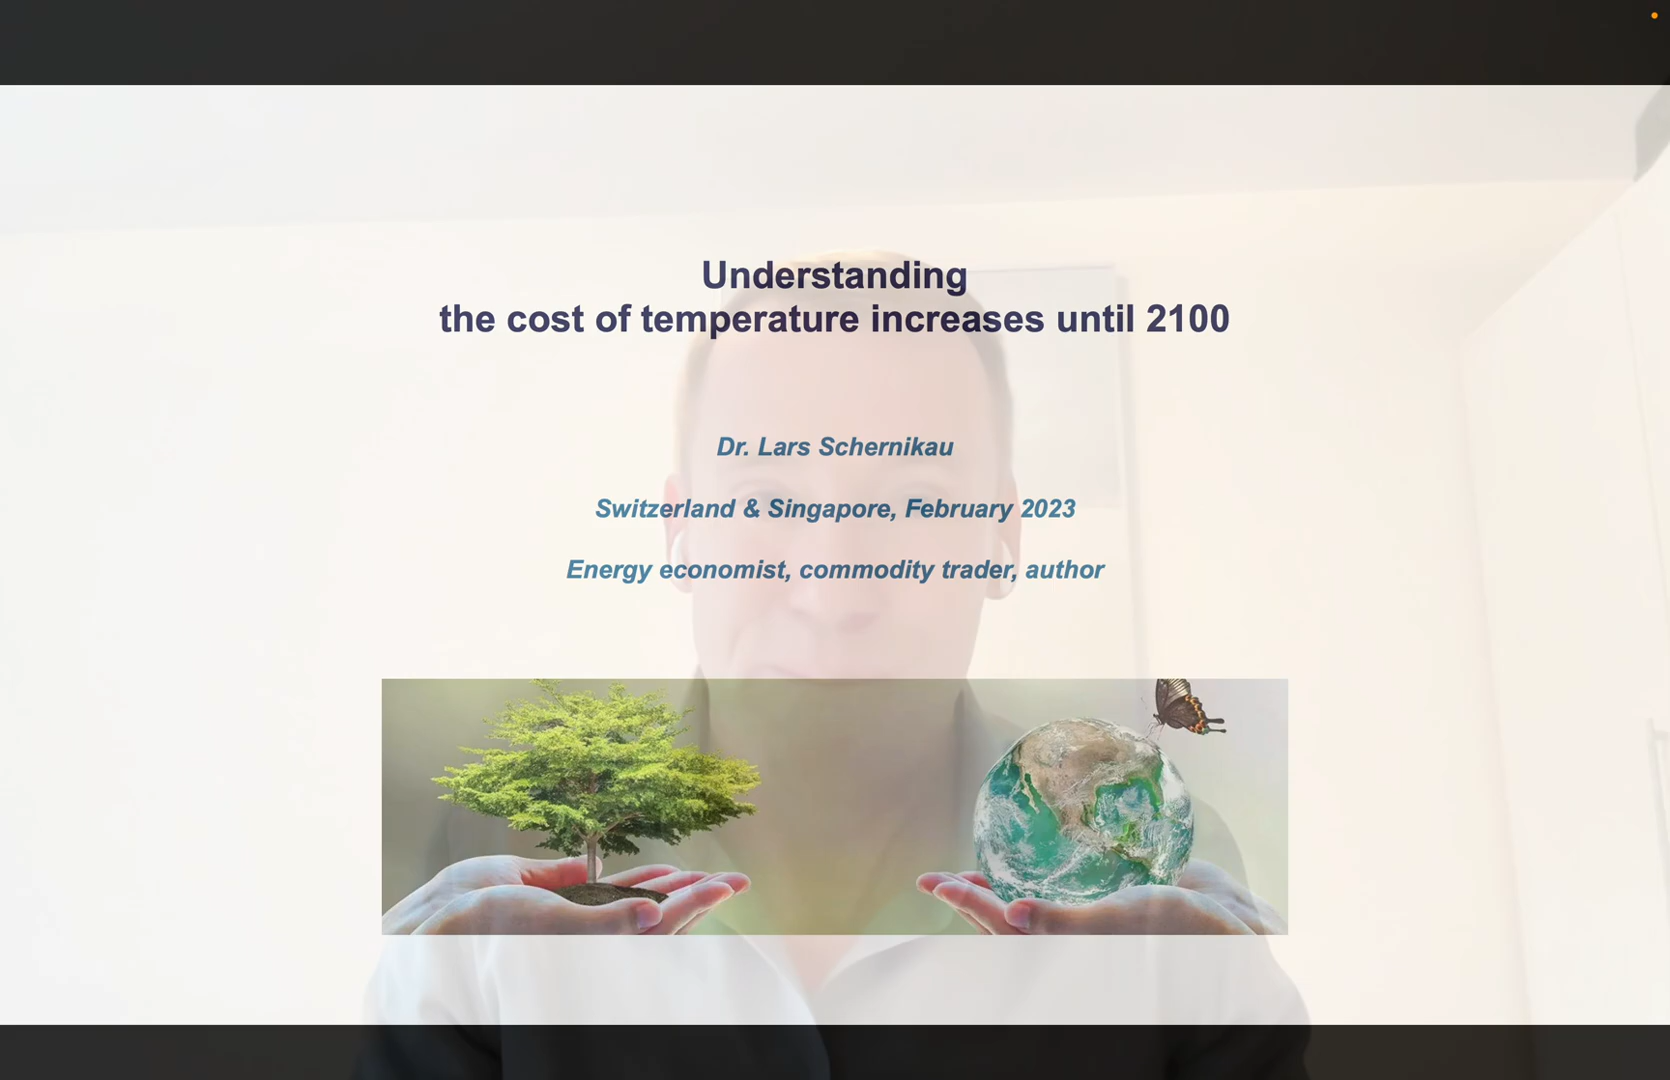 Understanding
the cost of temperature increases until 2100
Dr. Lars Schernikau
Switzerland & Singapore, February 2023
Energy economist, commodity trader, author